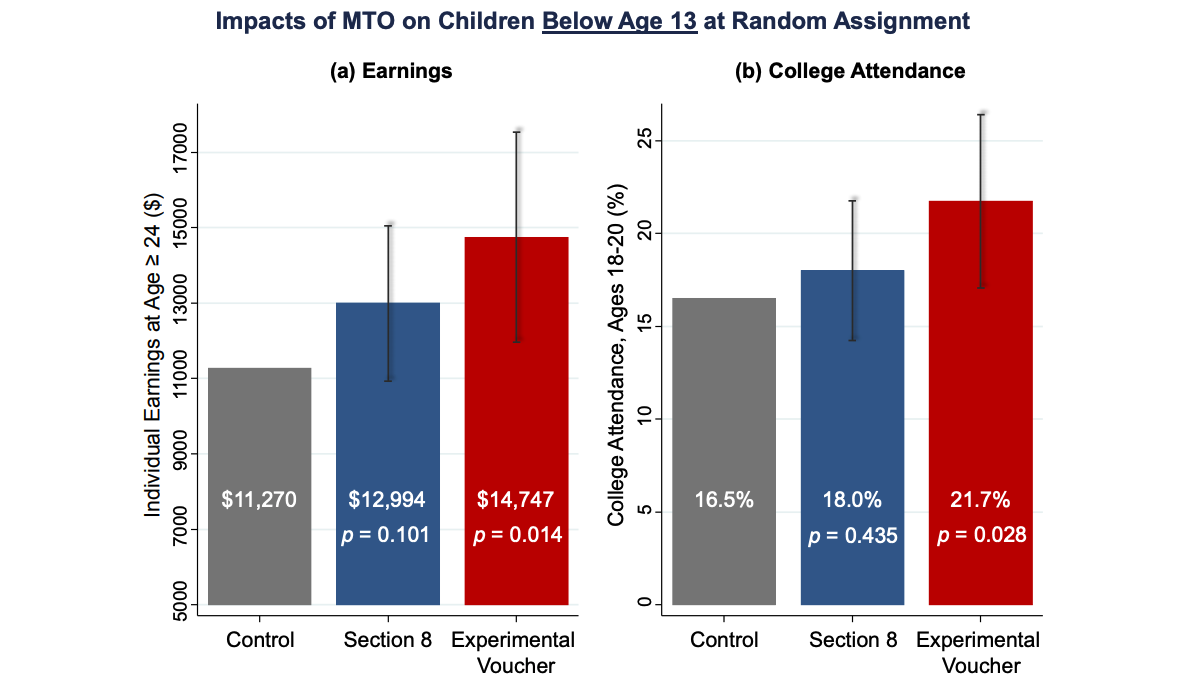 Impacts of MTO on Children Below Age 13 at Random Assignment
(a) Earnings
Individual Earnings at Age ≥ 24 ($)
17000
15000
13000
11000
9000
7000
5000
$11,270
$12,994
p = 0.101
$14,747
p = 0.014
Control
Section 8
Experimental
Voucher
(b) College Attendance
College Attendance, Ages 18-20 (%)
25
20
15
10
5
0
16.5%
18.0%
p = 0.435
21.7%
p = 0.028
Control
Section 8
Experimental
Voucher